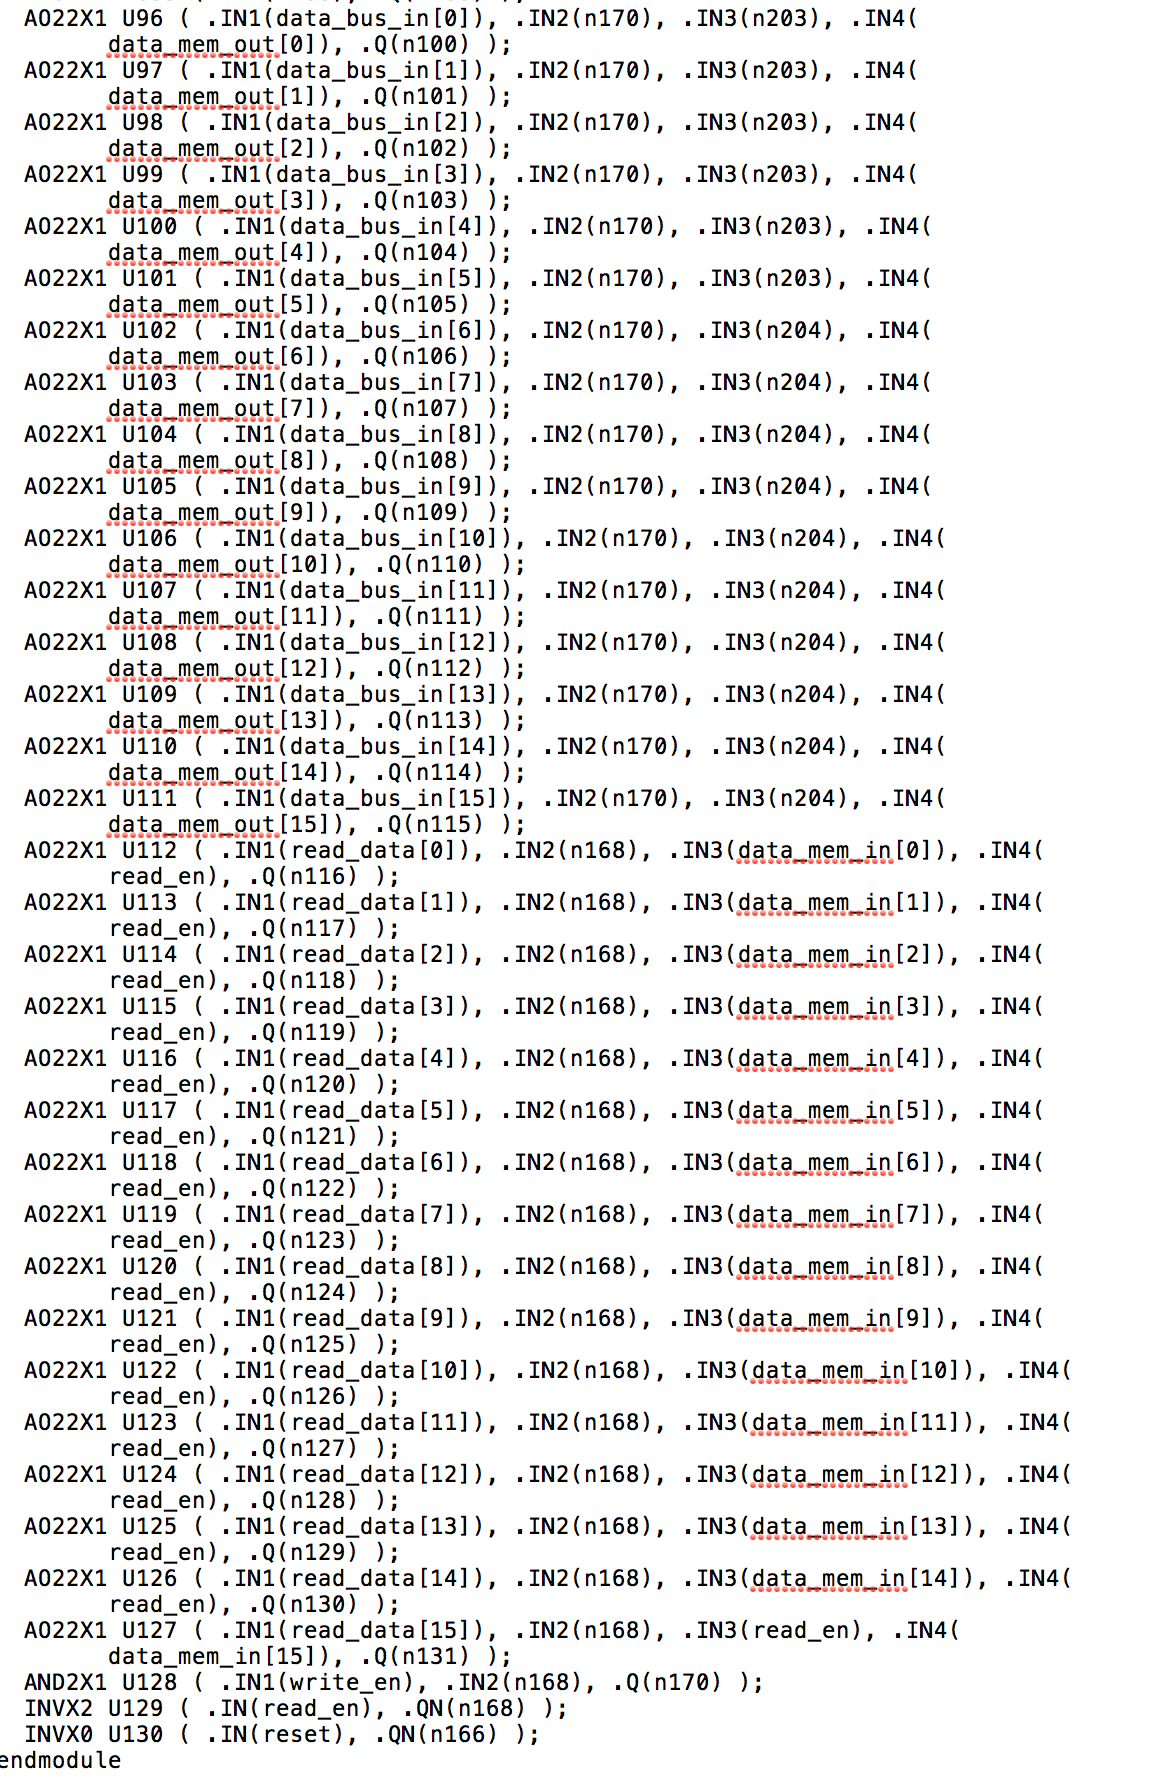 AO22X1 U96 ( .IN1(data_bus_in[0]), .IN2(n170), .IN3(n203), .IN4(
data_mem_out[0]), .Q(n100) );
AO22X1 U97 ( .IN1(data_bus_in[1]), .IN2(n170), .IN3(n203), .IN4(
data_mem_out[1]), .Q(n101) );
AO22X1 U98 ( .IN1(data_bus_in[2]), .IN2(n170), .IN3(n203), .IN4(
data_mem_out[2]), .Q(n102) );
AO22X1 U99 ( .IN1(data_bus_in[3]), .IN2(n170), .IN3(n203), .IN4(
data_mem_out[3]), .Q(n103) );
AO22X1 U100 ( .IN1(data_bus_in[4]), .IN2(n170), .IN3(n203), .IN4(
data_mem_out[4]), .Q(n104) );
AO22X1 U101 ( .IN1(data_bus_in[5]), .IN2(n170), .IN3(n203), .IN4(
data_mem_out[5]), .Q(n105) );
AO22X1 U102 ( .IN1(data_bus_in[6]), .IN2(n170), .IN3(n204), .IN4(
data_mem_out[6]), .Q(n106) );
AO22X1 U103 ( .IN1(data_bus_in[7]), .IN2(n170), .IN3(n204), .IN4(
data_mem_out[7]), .Q(n107) );
AO22X1 U104 ( .IN1(data_bus_in[8]), .IN2(n170), .IN3(n204), .IN4(
data_mem_out[8]), .Q(n108) );
AO22X1 U105 ( .IN1(data_bus_in[9]), .IN2(n170), .IN3(n204), .IN4(
data_mem_out[9]), .Q(n109) );
AO22X1 U106 ( .IN1(data_bus_in[10]), .IN2(n170), .IN3(n204), .IN4(
data_mem_out[10]), .Q(n110) );
AO22X1 U107 ( .IN1(data_bus_in[11]), .IN2(n170), .IN3(n204), .IN4(
data_mem_out[11]), .Q(n111) );
AO22X1 U108 ( .IN1(data_bus_in[12]), .IN2(n170), .IN3(n204), .IN4(
data_mem_out[12]), .Q(n112) );
AO22X1 U109 ( .IN1(data_bus_in[13]), .IN2(n170), .IN3(n204), .IN4(
data_mem_out[13]), .Q(n113) );
AO22X1 U110 ( .IN1(data_bus_in[14]), .IN2(n170), .IN3(n204), .IN4(
data_mem_out[14]), .Q(n114) );
AO22X1 U111 ( .IN1(data_bus_in[15]), .IN2(n170), .IN3(n204), .IN4(
data_mem_out[15]), .Q(n115) );
AO22X1 U112 ( .IN1(read_data[0]), .IN2(n168), .IN3(data_mem_in[0]), .IN4(
read_en), .Q(n116) );
AO22X1 U113 ( .IN1(read_data[1]), .IN2(n168), .IN3(data_mem_in[1]), .IN4(
read_en), .Q(n117) );
AO22X1 U114 ( .IN1(read_data[2]), .IN2(n168), .IN3(data_mem_in[2]), .IN4(
read_en), .Q(n118) );
AO22X1 U115 ( .IN1(read_data[3]), .IN2(n168), .IN3(data_mem_in[3]), .IN4(
read_en), .Q(n119) );
AO22X1 U116 ( .IN1(read_data[4]), .IN2(n168), .IN3(data_mem_in[4]), .IN4(
read_en), .Q(n120) );
AO22X1 U117 ( .IN1(read_data[5]), .IN2(n168), .IN3(data_mem_in[5]), .IN4(
read_en), .Q(n121) );
AO22X1 U118 ( .IN1(read_data[6]), .IN2(n168), .IN3(data_mem_in[6]), .IN4(
read_en), .Q(n122) );
AO22X1 U119 ( .IN1(read_data[7]), .IN2(n168), .IN3(data_mem_in[7]), .IN4(
read_en), .Q(n123) );
AO22X1 U120 ( .IN1(read_data[8]), .IN2(n168), .IN3(data_mem_in[8]), .IN4(
read_en), .Q(n124) );
AO22X1 U121 ( .IN1(read_data[9]), .IN2(n168), .IN3(data_mem_in[9]), .IN4(
read_en), .Q(n125) );
AO22X1 U122 ( .IN1(read_data[10]), .IN2(n168), .IN3(data_mem_in[10]), .IN4(
read_en), .Q(n126) );
AO22X1 U123 ( .IN1(read_data[11]), .IN2(n168), .IN3(data_mem_in[11]), .IN4(
read_en), .Q(n127) );
AO22X1 U124 ( .IN1(read_data[12]), .IN2(n168), .IN3(data_mem_in[12]), .IN4(
read_en), .Q(n128) );
AO22X1 U125 ( .IN1(read_data[13]), .IN2(n168), .IN3(data_mem_in[13]), .IN4(
read_en), .Q(n129) );
AO22X1 U126 ( .IN1(read_data[14]), .IN2(n168), .IN3(data_mem_in[14]), .IN4(
read_en), .Q(n130) );
AO22X1 U127 ( .IN1(read_data[15]), .IN2(n168), .IN3(read_en), .IN4(
data_mem_in[15]), .Q(n131) );
AND2X1 U128 ( .IN1(write_en), .IN2(n168), .Q(n170) );
INVX2 U129 ( .IN(read_en), .QN(n168) );
INVX0 U130 ( .IN(reset), .QN(n166) );
endmodule